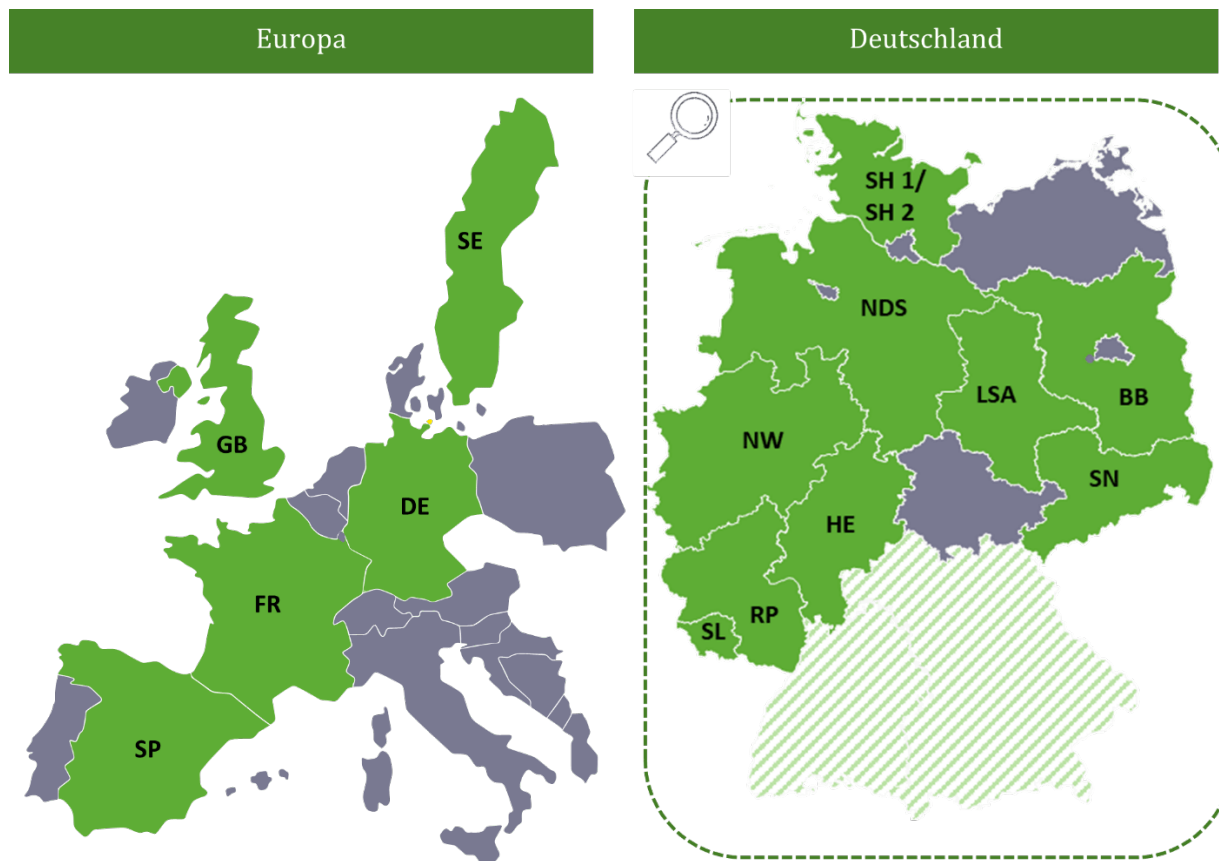 Europa
SE
GB
DE
FR
SP
Deutschland
SH 1/
SH 2
NDS
LSA
BB
NW
SN
HE
RP
SL